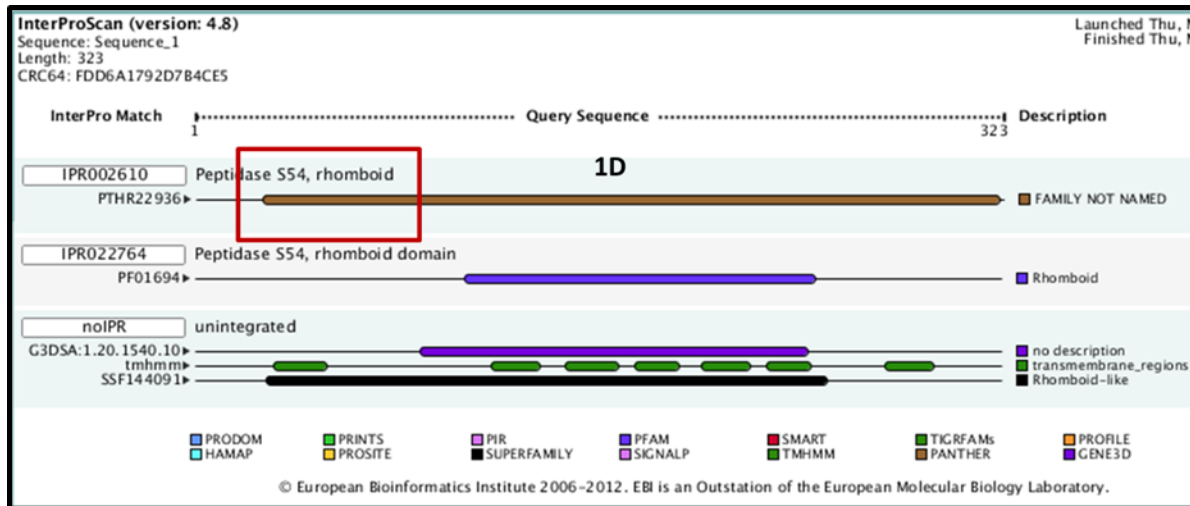 InterProScan (version: 4.8)
Launched Thu,
Sequence: Sequence_1
Finished Thu,
Length: 323
CRC64: FDD6A1792D7B4CE5
InterPro Match Query Sequence Description
1 323
IPR002610 Peptidase S54, rhomboid 1D
PTHR22936 FAMILY NOT NAMED
IPR022764 Peptidase S54, rhomboid domain
PF01694 Rhomboid
noIPR unintegrated
G3DSA:1.20.1540.10 no description
tmhmm transmembrane_regions
SSF144091 Rhomboid-like
PRODOM PRINTS PIR PFAM SMART TIGRFAMs PROFILE
HAMAP PROSITE SUPERFAMILY SIGNALP TMHMM PANTHER GENE3D
© European Bioinformatics Institute 2006-2012. EBI is an Outstation of the European Molecular Biology Laboratory.